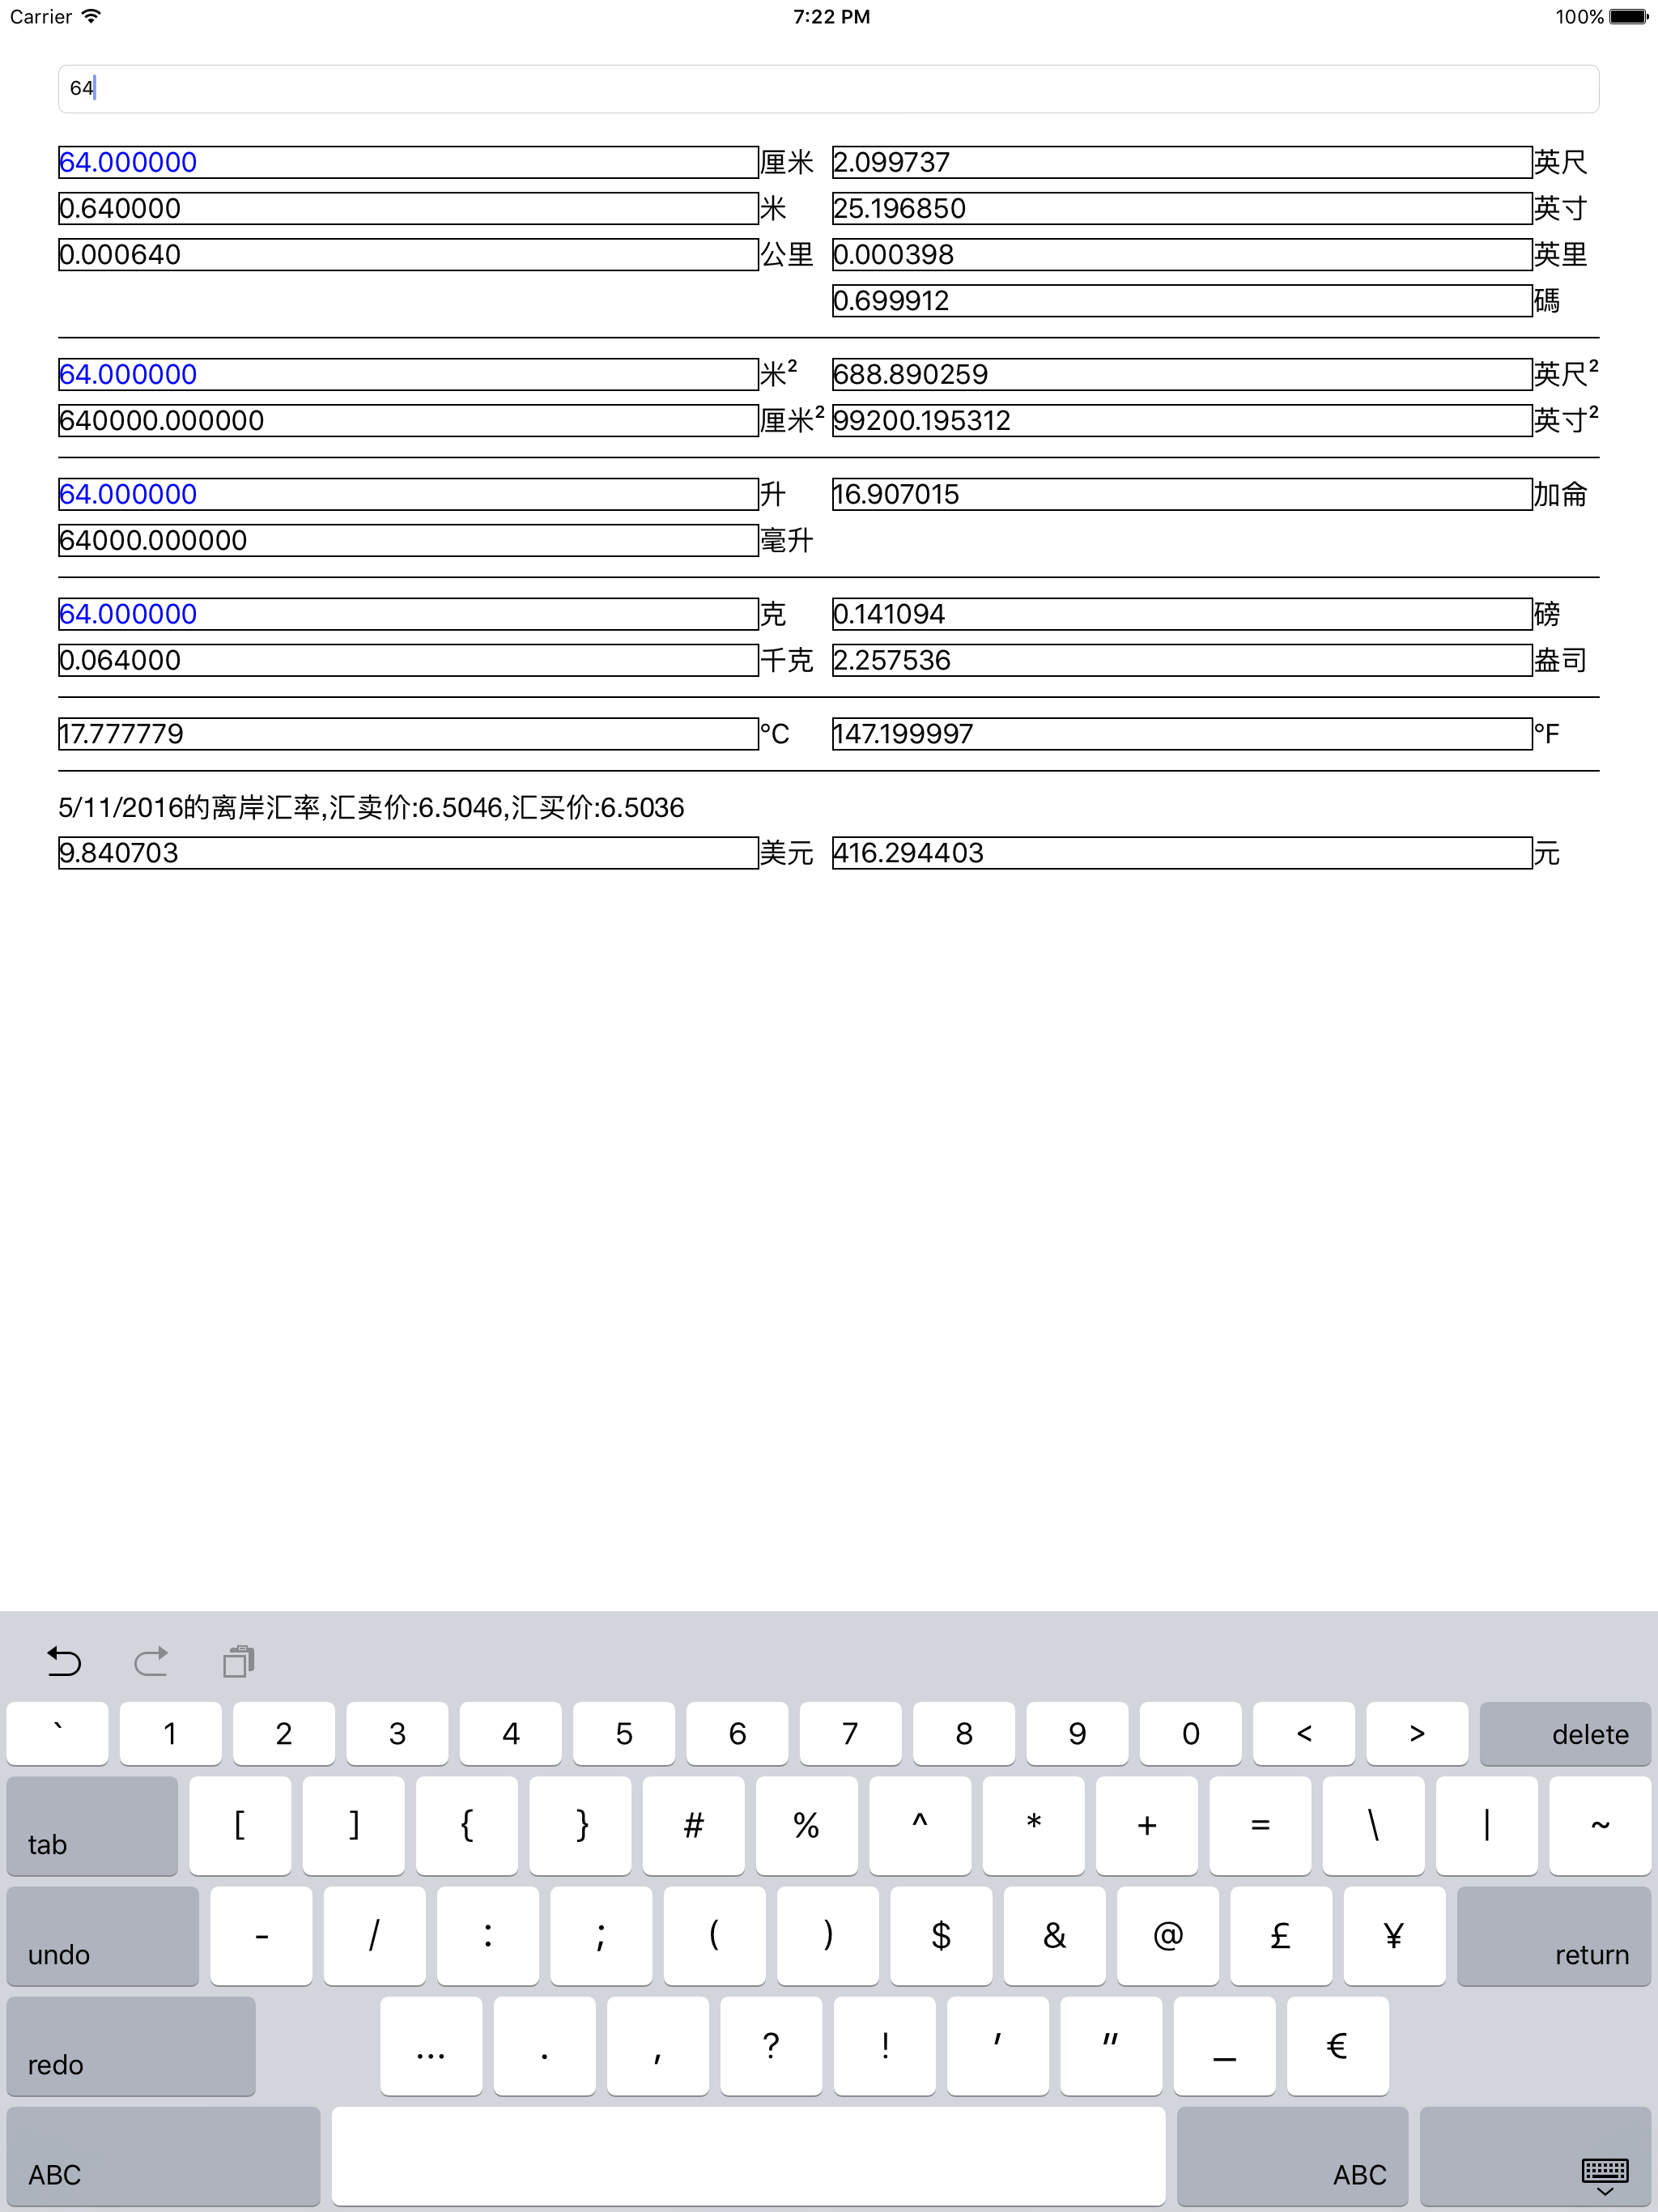 Carrier 7:22 PM 100%
64
64.000000 厘米 2.099737 英尺
0.640000 米 25.196850 英寸
0.000640 公里 0.000398 英里
0.699912 碼
64.000000 米² 688.890259 英尺²
640000.000000 厘米² 99200.195312 英寸²
64.000000 升 16.907015 加侖
64000.000000 毫升
64.000000 克 0.141094 磅
0.064000 千克 2.257536 盎司
17.777779 °C 147.199997 °F
5/11/2016的离岸汇率,汇卖价:6.5046,汇买价:6.5036
9.840703 美元 416.294403 元
` 1 2 3 4 5 6 7 8 9 0 < > delete
tab [ ] { } # % ^ * + = \ | ~
undo - / : ; ( ) $ & @ £ ¥ return
redo … . , ? ! ' " _ €
ABC ABC